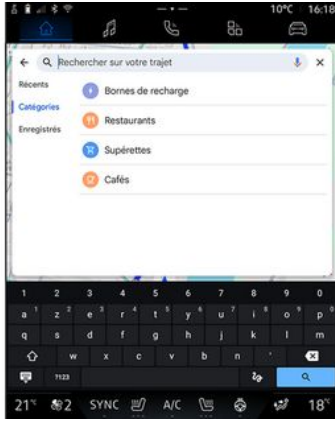 10°C 16:18
Rechercher sur votre trajet
Récents
Catégories
Enregistrés
Bornes de recharge
Restaurants
Supérettes
Cafés
1 2 3 4 5 6 7 8 9 0
a z e r t y u i o p
q s d f g h j k l m
w x c v b n '
?123
21° 2 SYNC A/C 18°